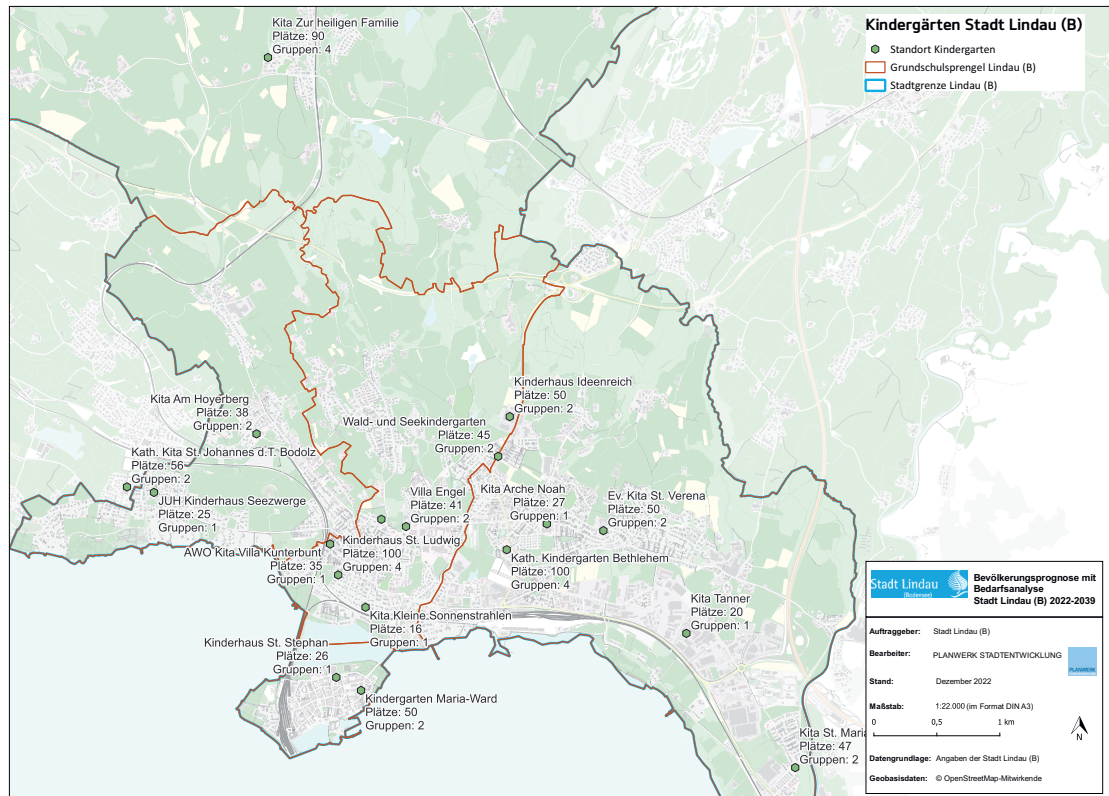 Kita Zur heiligen Familie
Plätze: 90
Gruppen: 4
Kindergärten Stadt Lindau (B)
Standort Kindergarten
Grundschulsprengel Lindau (B)
Stadtgrenze Lindau (B)
Kita Am Hoyerberg
Plätze: 38
Gruppen: 2
Kath. Kita St. Johannes d.T. Bodolz
Plätze: 56
Gruppen: 2
JUH Kinderhaus Seezwerge
Plätze: 25
Gruppen: 1
Kinderhaus Ideenreich
Plätze: 50
Gruppen: 2
Wald- und Seekindergarten
Plätze: 45
Gruppen: 2
Villa Engel
Plätze: 41
Gruppen: 2
Kita Arche Noah
Plätze: 27
Gruppen: 1
Ev. Kita St. Verena
Plätze: 50
Gruppen: 2
Kinderhaus St. Ludwig
Plätze: 100
Gruppen: 4
AWO Kita Villa Kunterbunt
Plätze: 35
Gruppen: 1
Kath. Kindergarten Bethlehem
Plätze: 100
Gruppen: 4
Kita Kleine Sonnenstrahlen
Plätze: 16
Gruppen: 1
Kita Tanner
Plätze: 20
Gruppen: 1
Kinderhaus St. Stephan
Plätze: 26
Gruppen: 1
Kindergarten Maria-Ward
Plätze: 50
Gruppen: 2
Kita St. Maria
Plätze: 47
Gruppen: 2
Stadt Lindau
(Bodensee)
Bevölkerungsprognose mit
Bedarfsanalyse
Stadt Lindau (B) 2022-2039
Auftraggeber: Stadt Lindau (B)
Bearbeiter: PLANWERK STADTENTWICKLUNG
PLANWERK
Stand: Dezember 2022
Maßstab: 1:22.000 (im Format DIN A3)
0 0,5 1 km
N
Datengrundlage: Angaben der Stadt Lindau (B)
Geobasisdaten: © OpenStreetMap-Mitwirkende